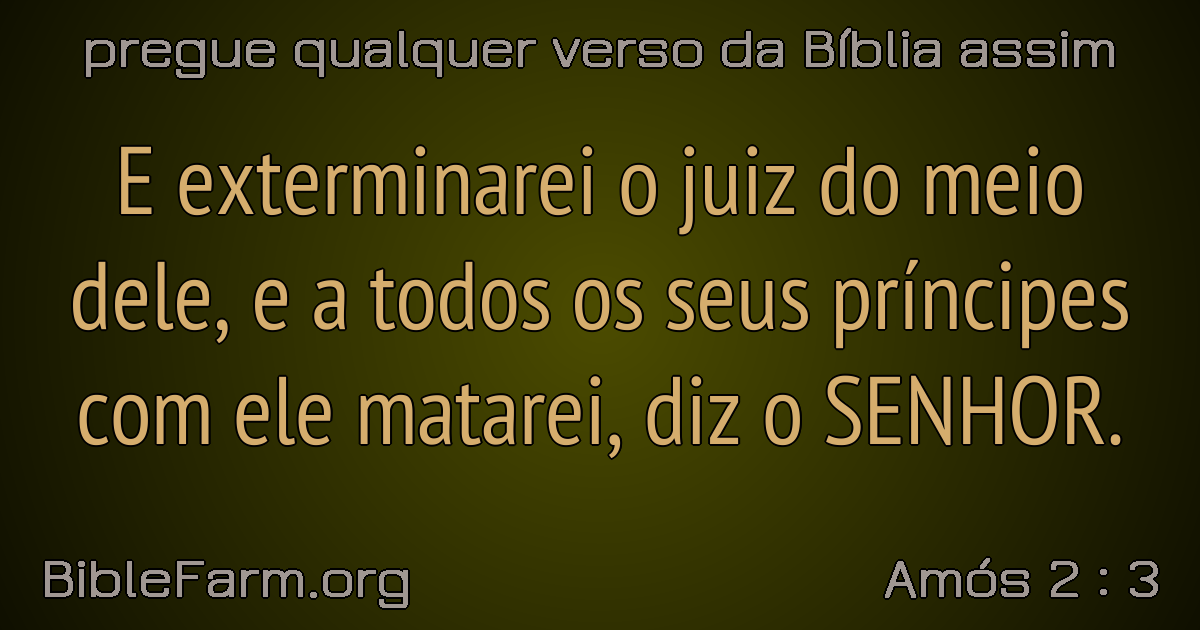 pregue qualquer verso da Bíblia assim
E exterminarei o juiz do meio
dele, e a todos os seus príncipes
com ele matarei, diz o SENHOR.
BibleFarm.org
Amós 2 : 3